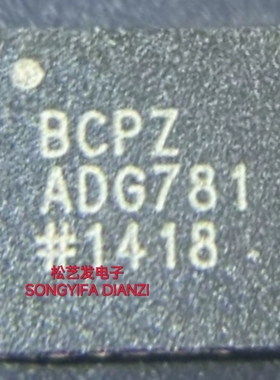 BCPZ
ADG781
#1418
松艺发电子
SONGYIFA DIANZI